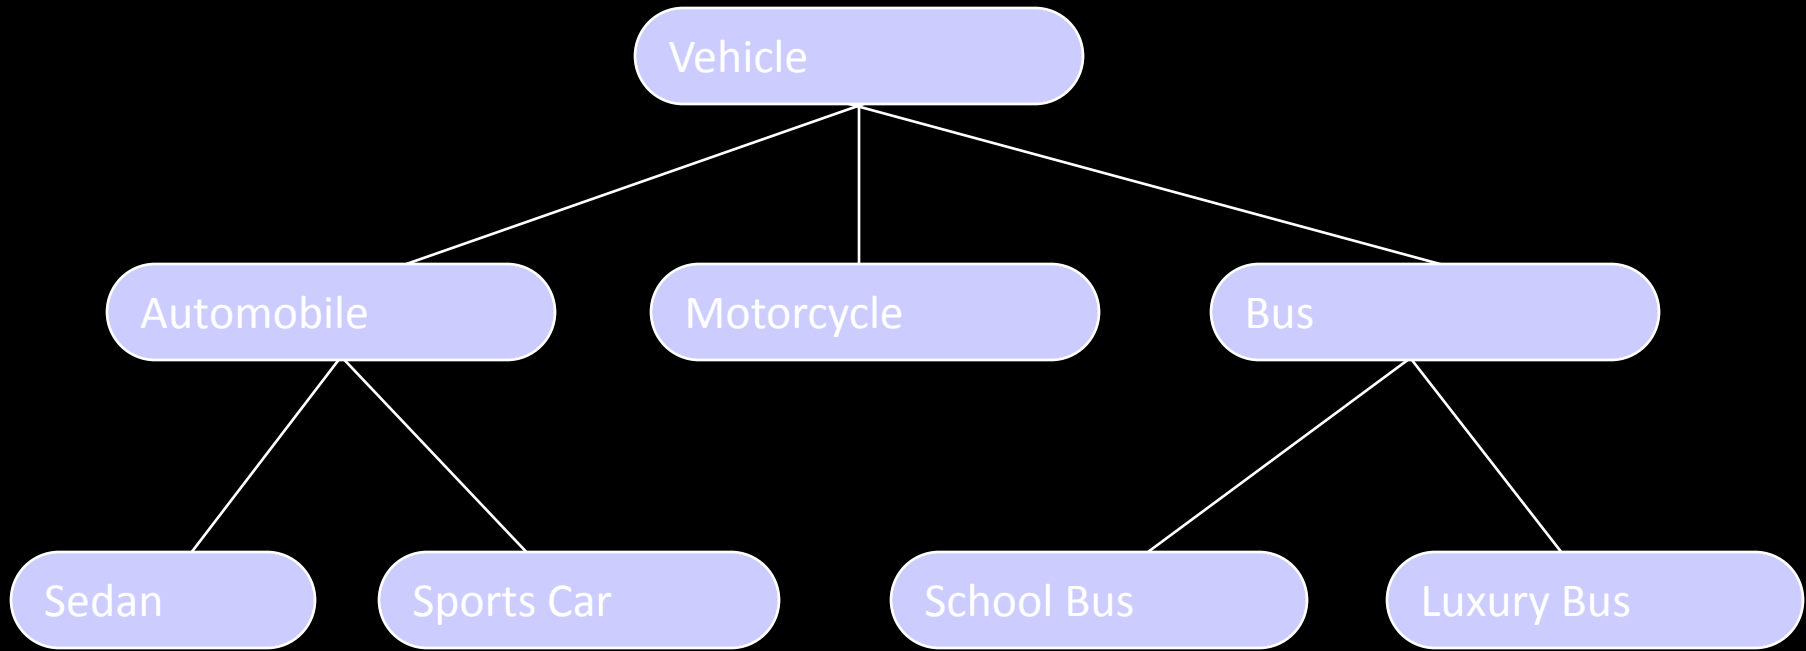 Vehicle
Automobile
Motorcycle
Bus
Sedan
Sports Car
School Bus
Luxury Bus